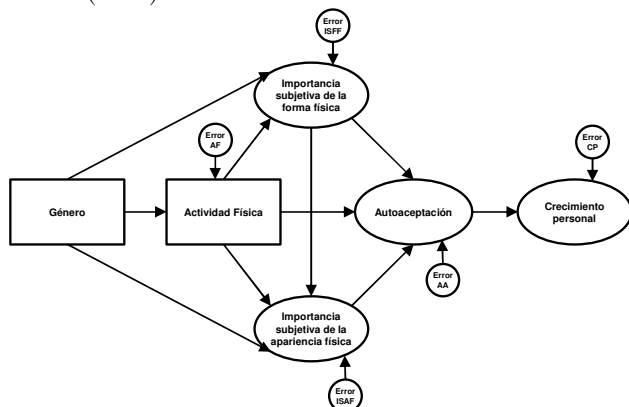 Error
ISFF
Importancia
subjetiva de la
forma física
Error
AF
Error
CP
Género
Actividad Física
Autoaceptación
Crecimiento
personal
Error
AA
Importancia
subjetiva de la
apariencia física
Error
ISAF